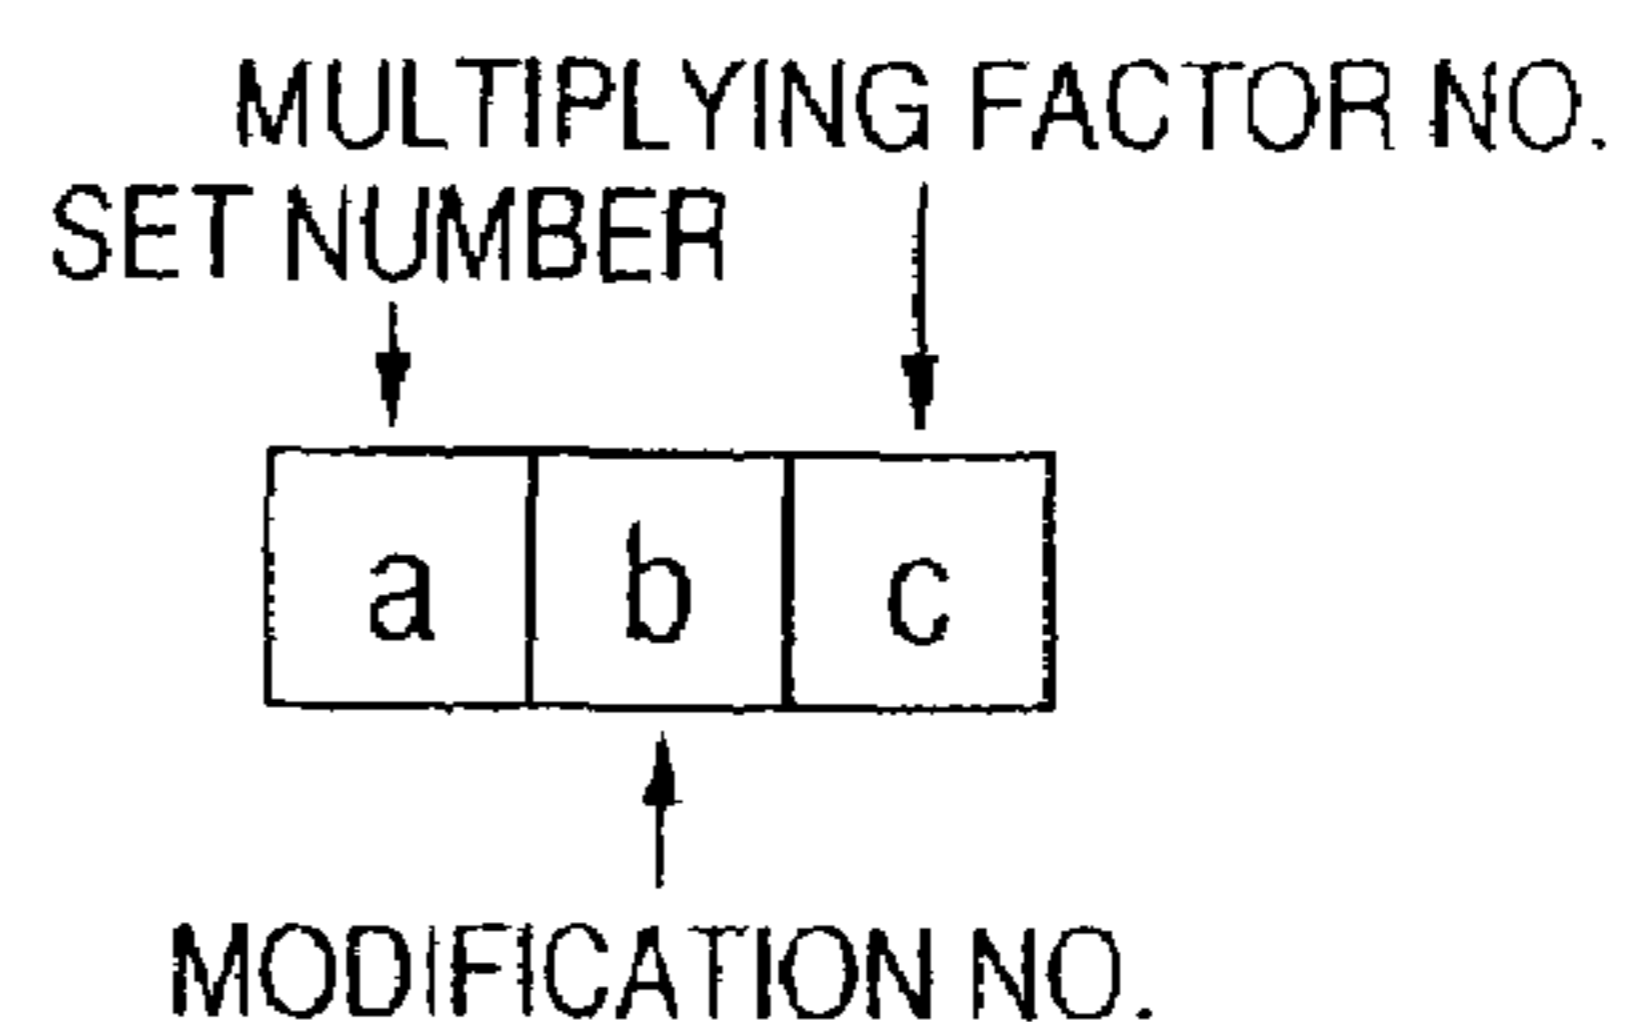 MULTIPLYING FACTOR NO.
SET NUMBER
a b c
MODIFICATION NO.